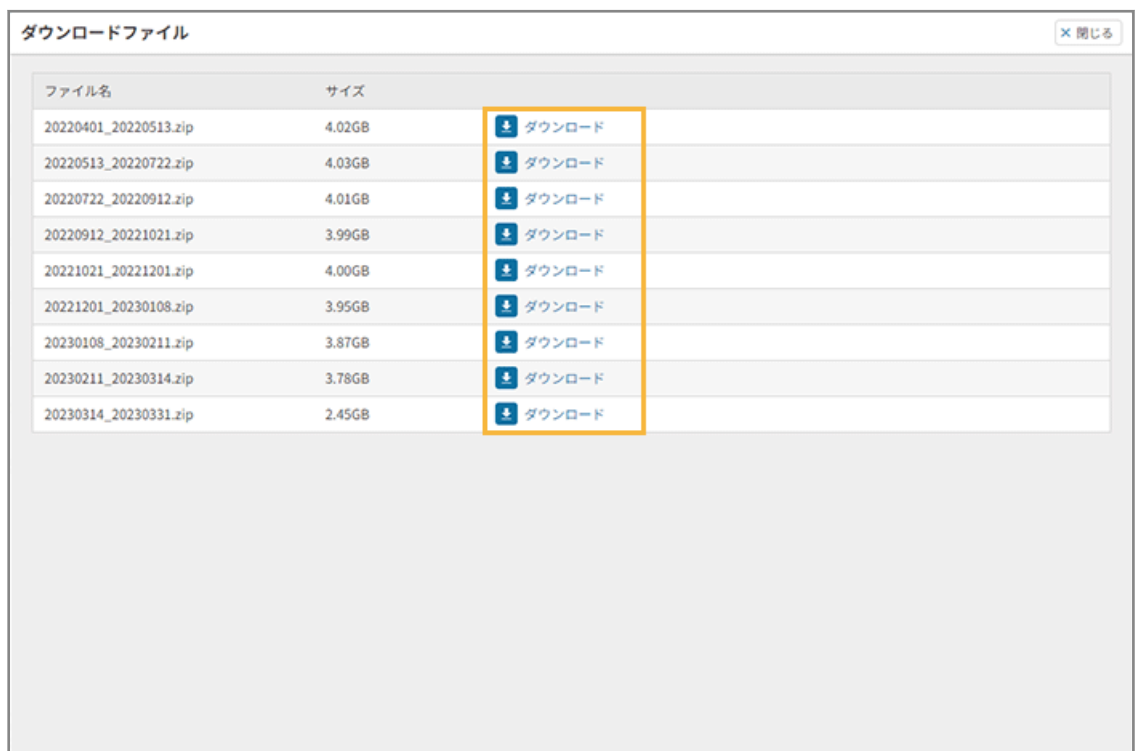 ダウンロードファイル
× 閉じる
ファイル名 サイズ
20220401_20220513.zip 4.02GB ダウンロード
20220513_20220722.zip 4.03GB ダウンロード
20220722_20220912.zip 4.01GB ダウンロード
20220912_20221021.zip 3.99GB ダウンロード
20221021_20221201.zip 4.00GB ダウンロード
20221201_20230108.zip 3.95GB ダウンロード
20230108_20230211.zip 3.87GB ダウンロード
20230211_20230314.zip 3.78GB ダウンロード
20230314_20230331.zip 2.45GB ダウンロード